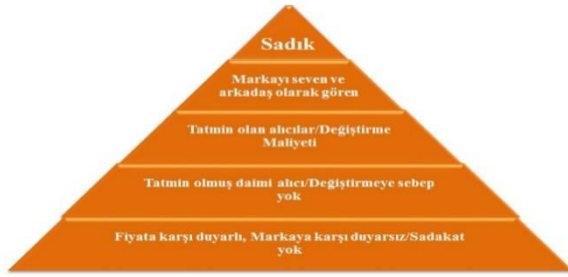 Sadık
Markayı seven ve
arkadaş olarak gören
Tatmin olan alıcılar/Değiştirme
Maliyeti
Tatmin olmuş daimi alıcı/Değiştirmeye sebep
yok
Fiyata karşı duyarlı, Markaya karşı duyarsız/Sadakat
yok